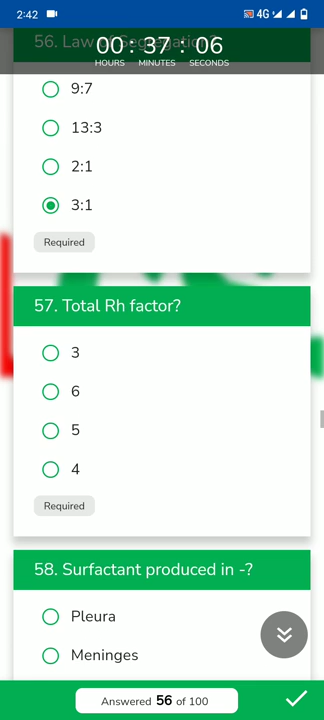 2:42
4G
56. Law of Segregation?
00 : 37 : 06
HOURS MINUTES SECONDS
9:7
13:3
2:1
3:1
Required
57. Total Rh factor?
3
6
5
4
Required
58. Surfactant produced in -?
Pleura
Meninges
Answered 56 of 100